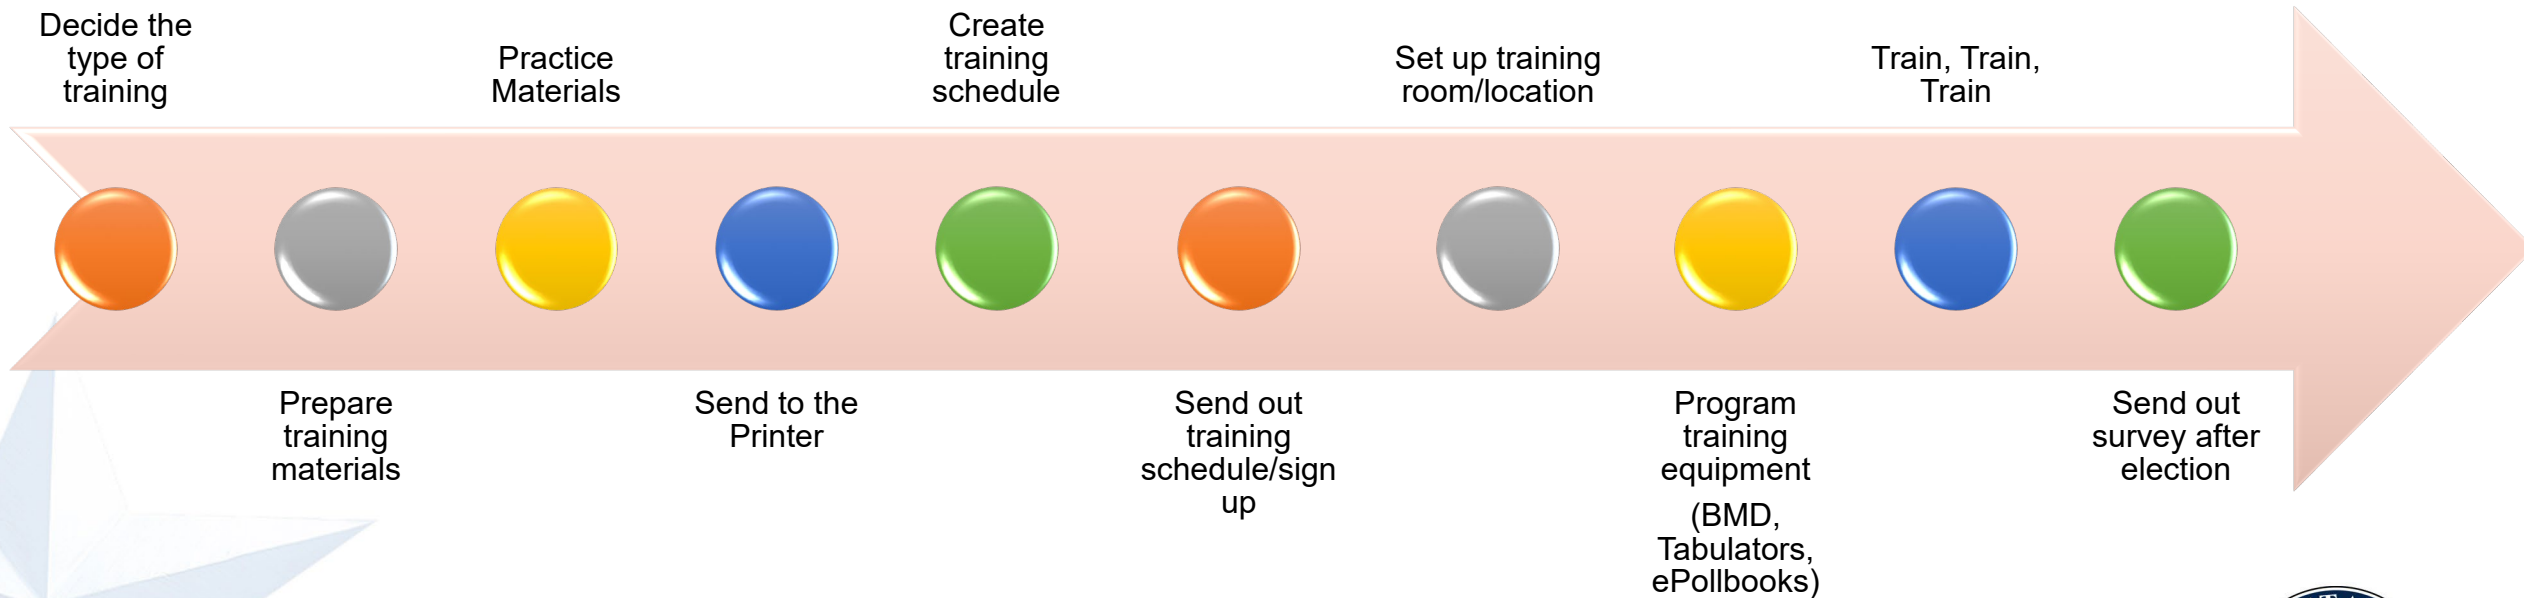 Decide the
type of
training
Prepare
training
materials
Practice
Materials
Send to the
Printer
Create
training
schedule
Send out
training
schedule/sign
up
Set up training
room/location
Program
training
equipment
(BMD,
Tabulators,
ePollbooks)
Train, Train,
Train
Send out
survey after
election